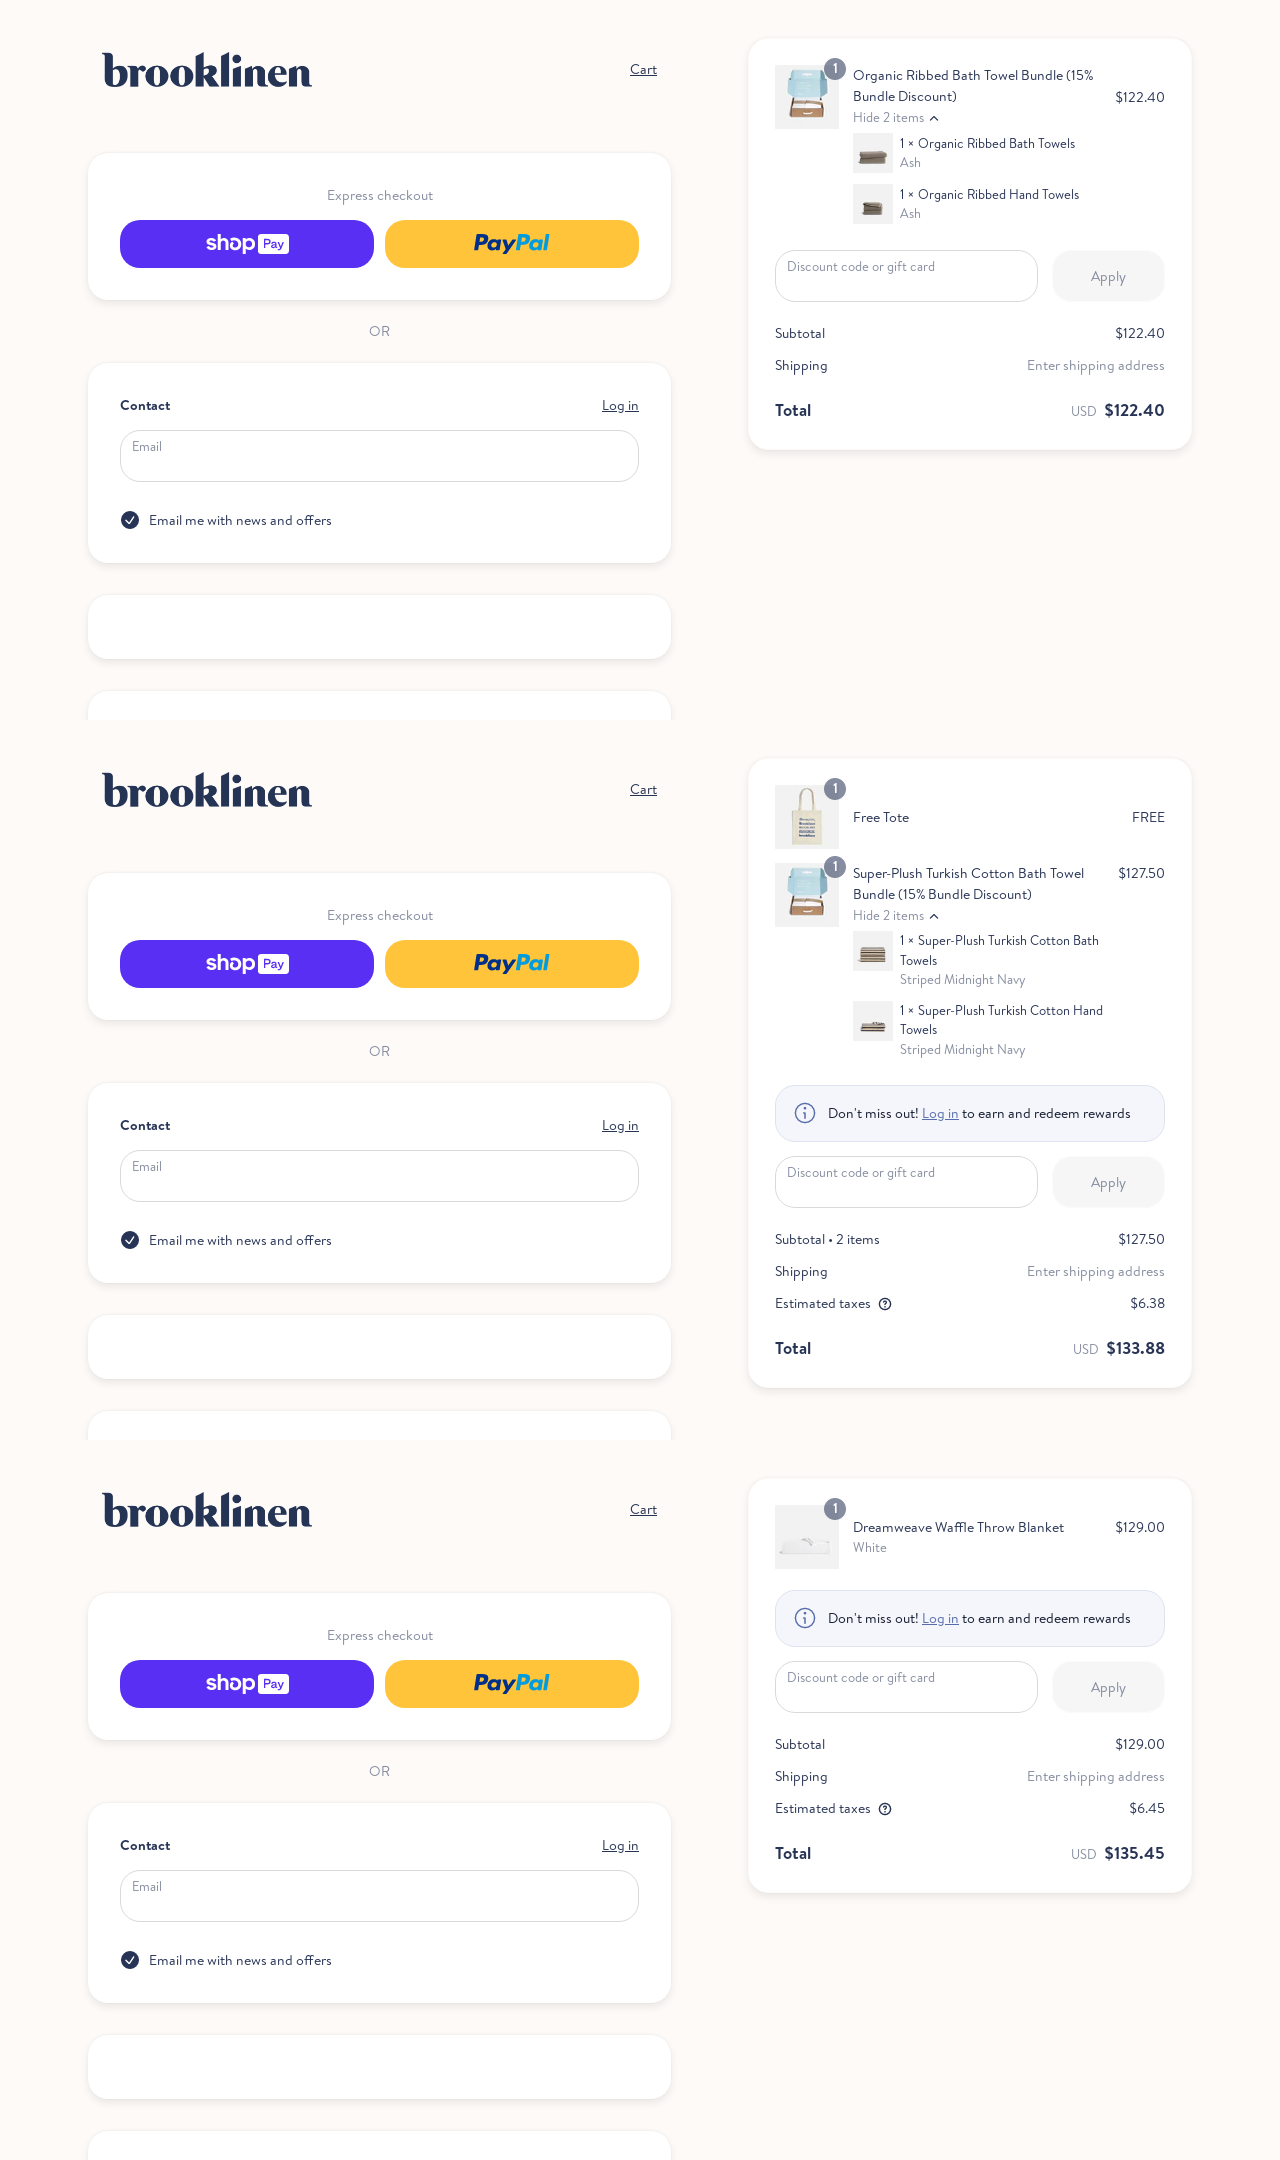 brooklinen
Cart
Express checkout
shop Pay
PayPal
OR
Contact
Log in
Email
Email me with news and offers
1
Organic Ribbed Bath Towel Bundle (15%
Bundle Discount)
$122.40
Hide 2 items
1 × Organic Ribbed Bath Towels
Ash
1 × Organic Ribbed Hand Towels
Ash
Discount code or gift card
Apply
Subtotal
$122.40
Shipping
Enter shipping address
Total
USD $122.40
brooklinen
Cart
Express checkout
shop Pay
PayPal
OR
Contact
Log in
Email
Email me with news and offers
1
Free Tote
FREE
brooklinen
1
Super-Plush Turkish Cotton Bath Towel
Bundle (15% Bundle Discount)
$127.50
Hide 2 items
1 × Super-Plush Turkish Cotton Bath
Towels
Striped Midnight Navy
1 × Super-Plush Turkish Cotton Hand
Towels
Striped Midnight Navy
Don't miss out! Log in to earn and redeem rewards
Discount code or gift card
Apply
Subtotal • 2 items
$127.50
Shipping
Enter shipping address
Estimated taxes
$6.38
Total
USD $133.88
brooklinen
Cart
Express checkout
shop Pay
PayPal
OR
Contact
Log in
Email
Email me with news and offers
1
Dreamweave Waffle Throw Blanket
$129.00
White
Don't miss out! Log in to earn and redeem rewards
Discount code or gift card
Apply
Subtotal
$129.00
Shipping
Enter shipping address
Estimated taxes
$6.45
Total
USD $135.45